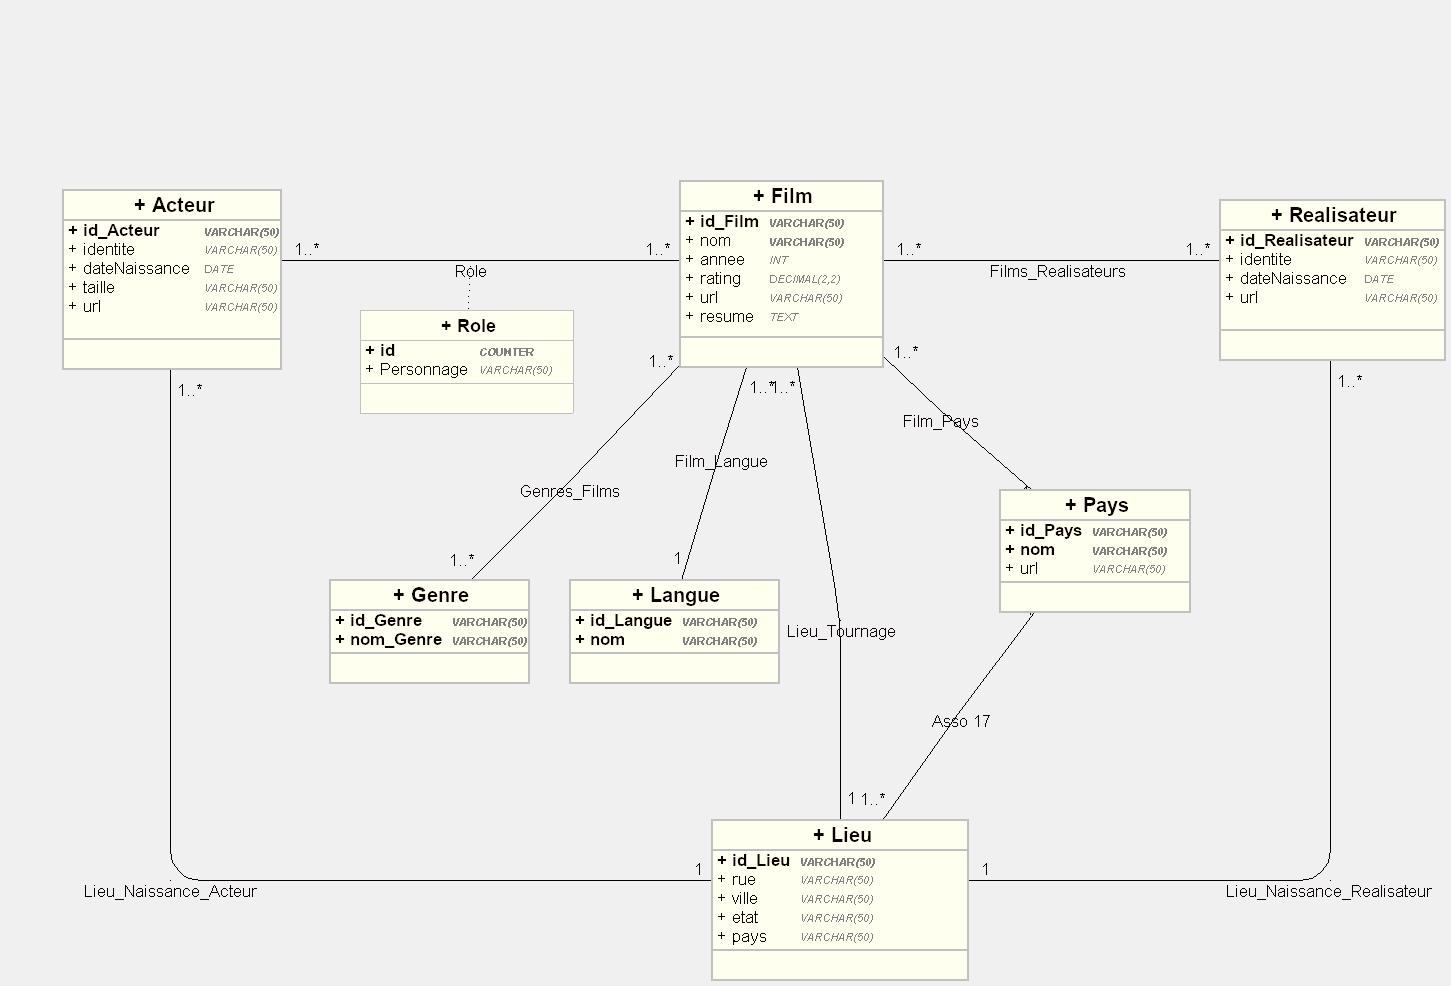 + Acteur
+ id_Acteur VARCHAR(50)
+ identite VARCHAR(50)
+ dateNaissance DATE
+ taille VARCHAR(50)
+ url VARCHAR(50)
1..*
1..*
Role
1..*
+ Role
+ id COUNTER
+ Personnage VARCHAR(50)
+ Film
+ id_Film VARCHAR(50)
+ nom VARCHAR(50)
+ annee INT
+ rating DECIMAL(2,2)
+ url VARCHAR(50)
+ resume TEXT
1..*
1..*
Films_Realisateurs
+ Realisateur
+ id_Realisateur VARCHAR(50)
+ identite VARCHAR(50)
+ dateNaissance DATE
+ url VARCHAR(50)
1..*
1..*
1..*
1..*
1..*
Film_Pays
Film_Langue
Genres_Films
1..*
1
+ Genre
+ id_Genre VARCHAR(50)
+ nom_Genre VARCHAR(50)
+ Langue
+ id_Langue VARCHAR(50)
+ nom VARCHAR(50)
+ Pays
+ id_Pays VARCHAR(50)
+ nom VARCHAR(50)
+ url VARCHAR(50)
Lieu_Tournage
Asso 17
1
1..*
+ Lieu
+ id_Lieu VARCHAR(50)
+ rue VARCHAR(50)
+ ville VARCHAR(50)
+ etat VARCHAR(50)
+ pays VARCHAR(50)
1
1
Lieu_Naissance_Acteur
Lieu_Naissance_Realisateur